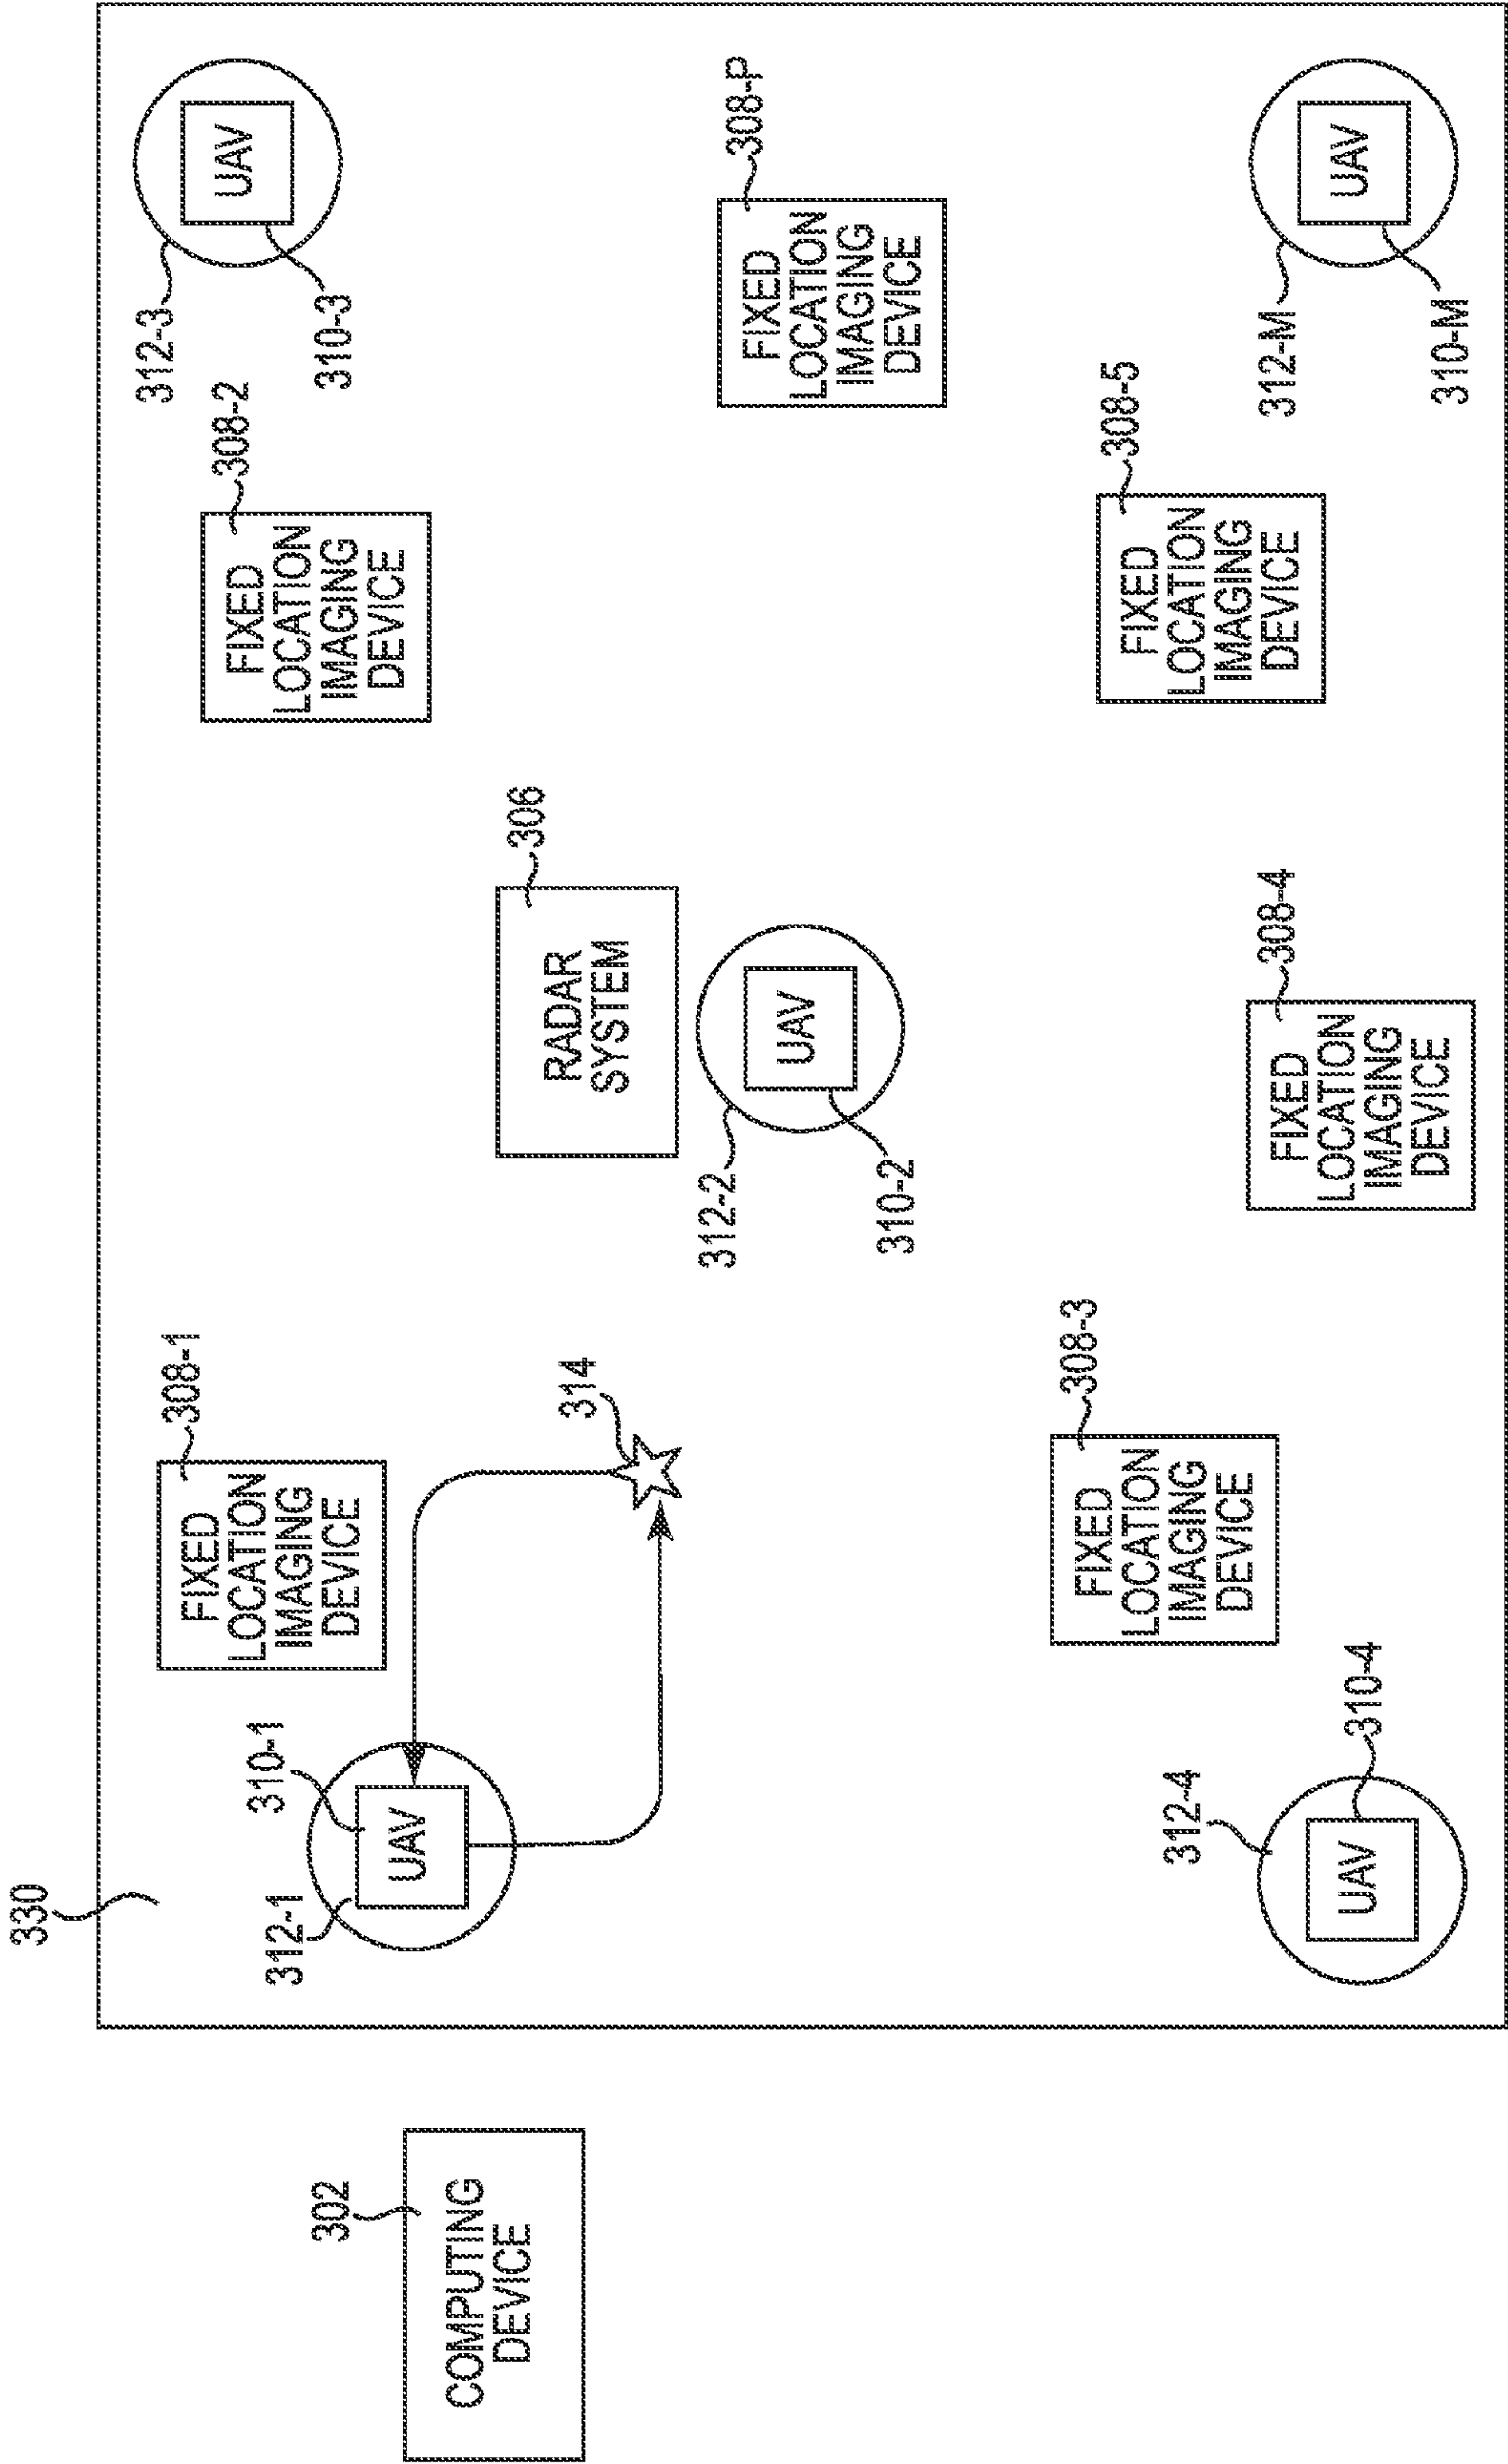 302
COMPUTING
DEVICE
330
312-1
310-1
UAV
FIXED
LOCATION
IMAGING
DEVICE
308-1
314
RADAR
SYSTEM
306
312-2
310-2
UAV
FIXED
LOCATION
IMAGING
DEVICE
308-2
312-3
310-3
UAV
FIXED
LOCATION
IMAGING
DEVICE
308-P
312-4
310-4
UAV
FIXED
LOCATION
IMAGING
DEVICE
308-3
FIXED
LOCATION
IMAGING
DEVICE
308-4
FIXED
LOCATION
IMAGING
DEVICE
308-5
312-M
310-M
UAV